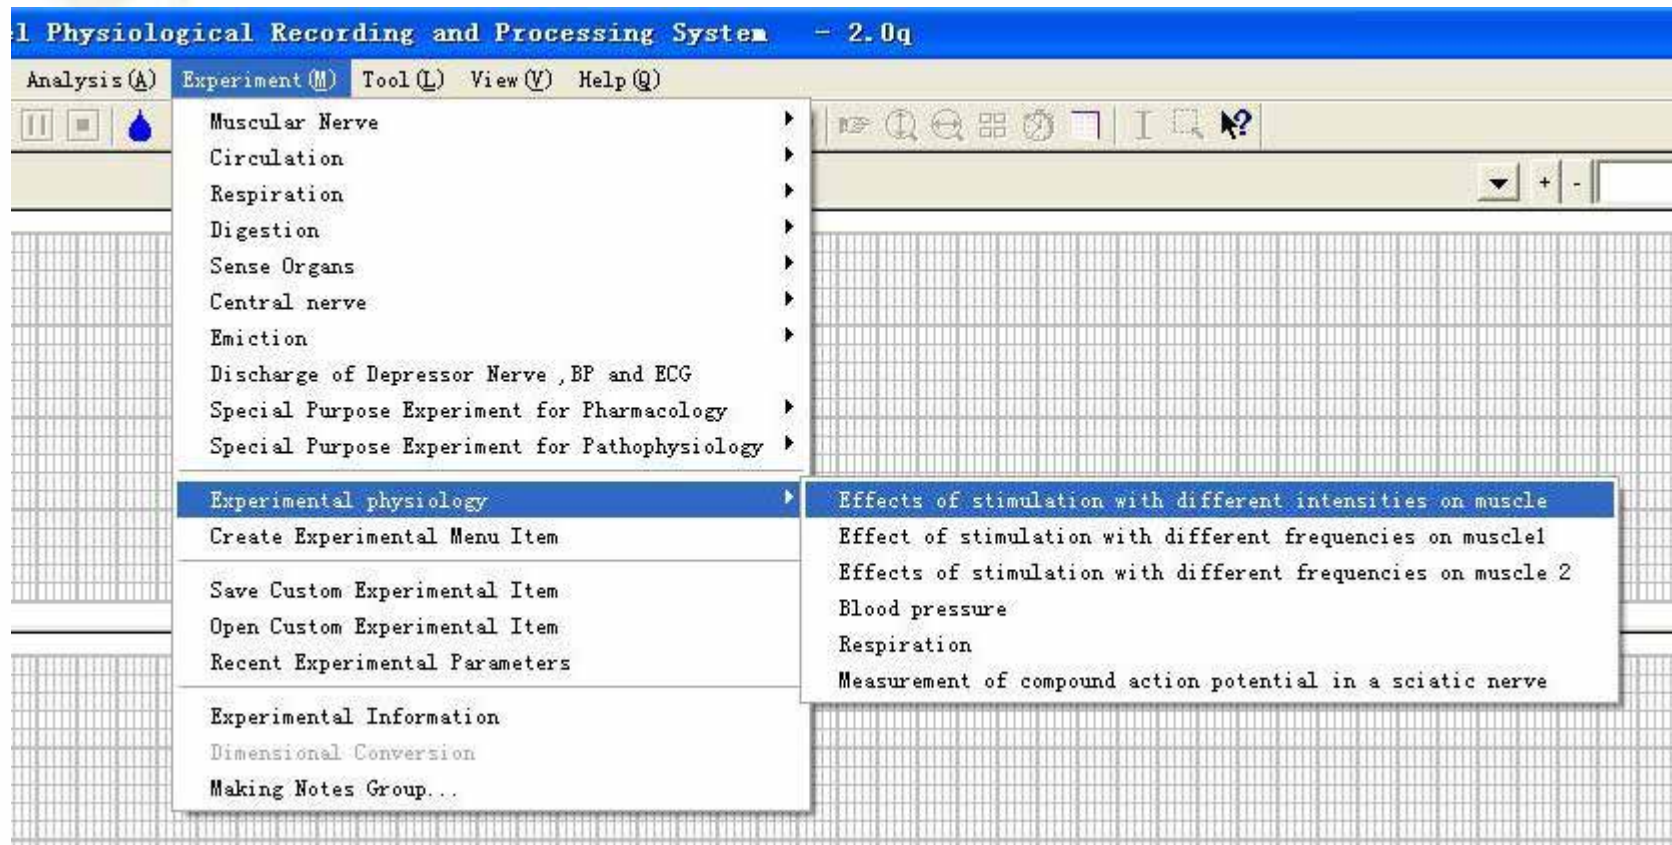 l Physiological Recording and Processing System - 2.0q
Analysis(A) Experiment(M) Tool(L) View(V) Help(Q)
Muscular Nerve
Circulation
Respiration
Digestion
Sense Organs
Central nerve
Emiction
Discharge of Depressor Nerve ,BP and ECG
Special Purpose Experiment for Pharmacology
Special Purpose Experiment for Pathophysiology
Experimental physiology
Create Experimental Menu Item
Save Custom Experimental Item
Open Custom Experimental Item
Recent Experimental Parameters
Experimental Information
Dimensional Conversion
Making Notes Group...
Effects of stimulation with different intensities on muscle
Effect of stimulation with different frequencies on muscle1
Effects of stimulation with different frequencies on muscle 2
Blood pressure
Respiration
Measurement of compound action potential in a sciatic nerve